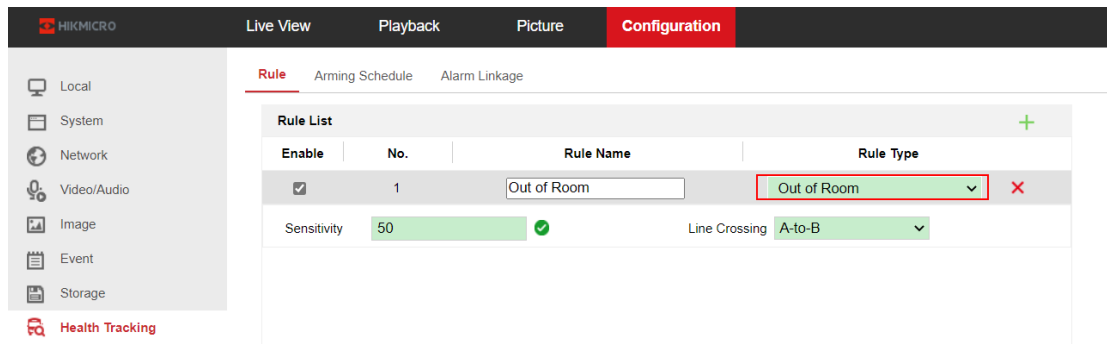 HIKMICRO Live View Playback Picture Configuration
Local
System
Network
Video/Audio
Image
Event
Storage
Health Tracking
Rule Arming Schedule Alarm Linkage
Rule List
Enable No. Rule Name Rule Type
1 Out of Room Out of Room
Sensitivity 50 Line Crossing A-to-B